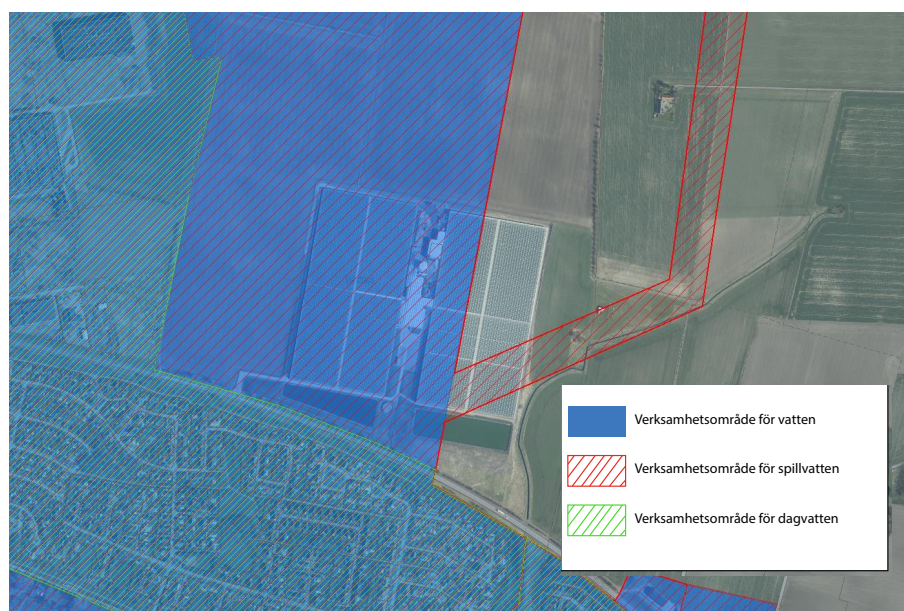 Verksamhetsområde för vatten
Verksamhetsområde för spillvatten
Verksamhetsområde för dagvatten